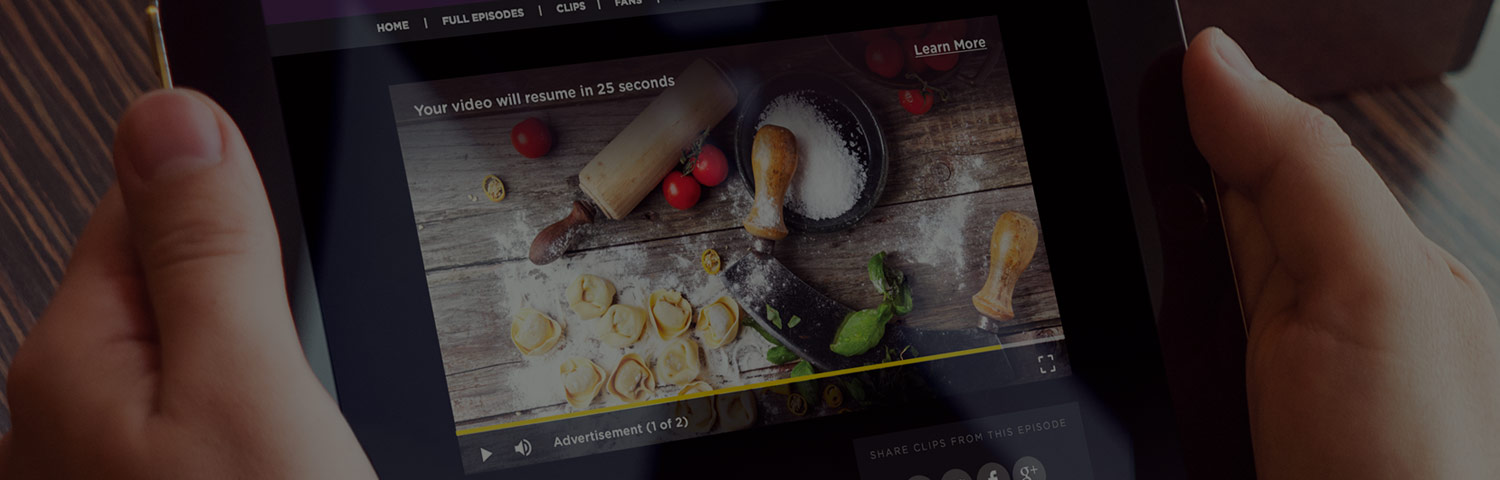 HOME | FULL EPISODES | CLIPS | FANS
Learn More
Your video will resume in 25 seconds
Advertisement (1 of 2)
SHARE CLIPS FROM THIS EPISODE
f g+